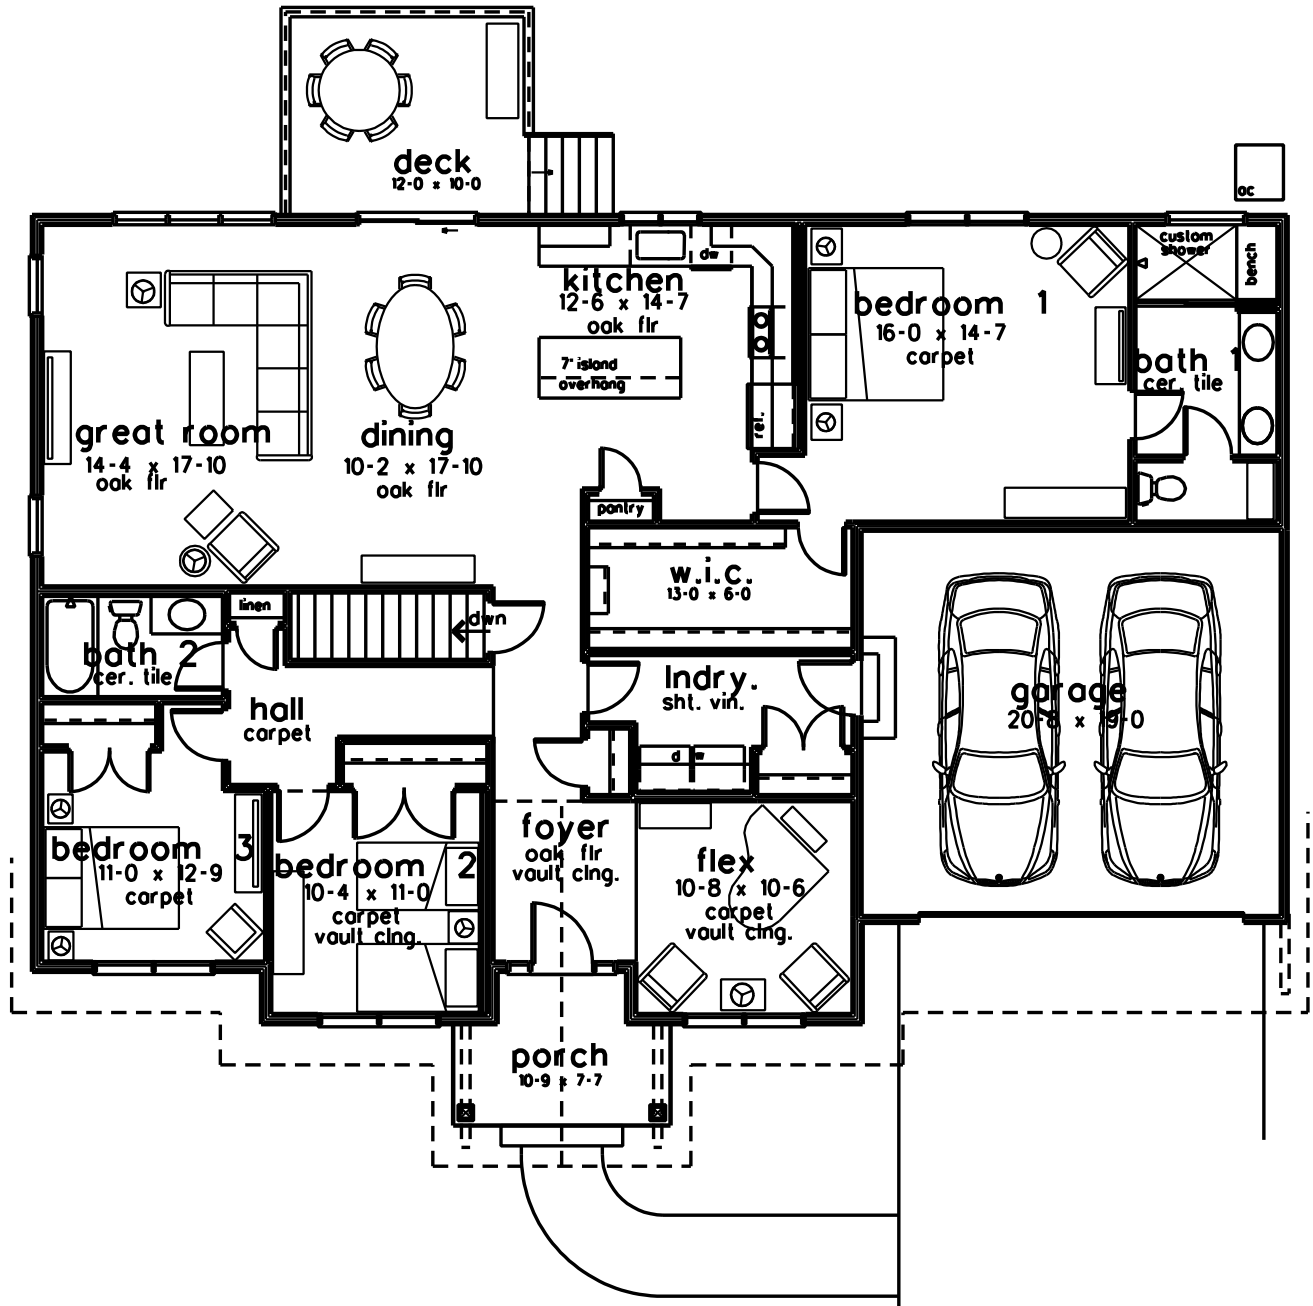 deck
12-0 x 10-0
ac
custom
shower
bench
dw
kitchen
12-6 x 14-7
oak flr
7" island
overhang
ref.
bedroom 1
16-0 x 14-7
carpet
bath 1
cer. tile
great room
14-4 x 17-10
oak flr
dining
10-2 x 17-10
oak flr
pantry
w.i.c.
13-0 x 6-0
linen
dwn
bath 2
cer. tile
hall
carpet
lndry.
sht. vin.
d w
garage
20-8 x 19-0
bedroom 3
11-0 x 12-9
carpet
bedroom 2
10-4 x 11-0
carpet
vault clng.
foyer
oak flr
vault clng.
flex
10-8 x 10-6
carpet
vault clng.
porch
10-9 x 7-7